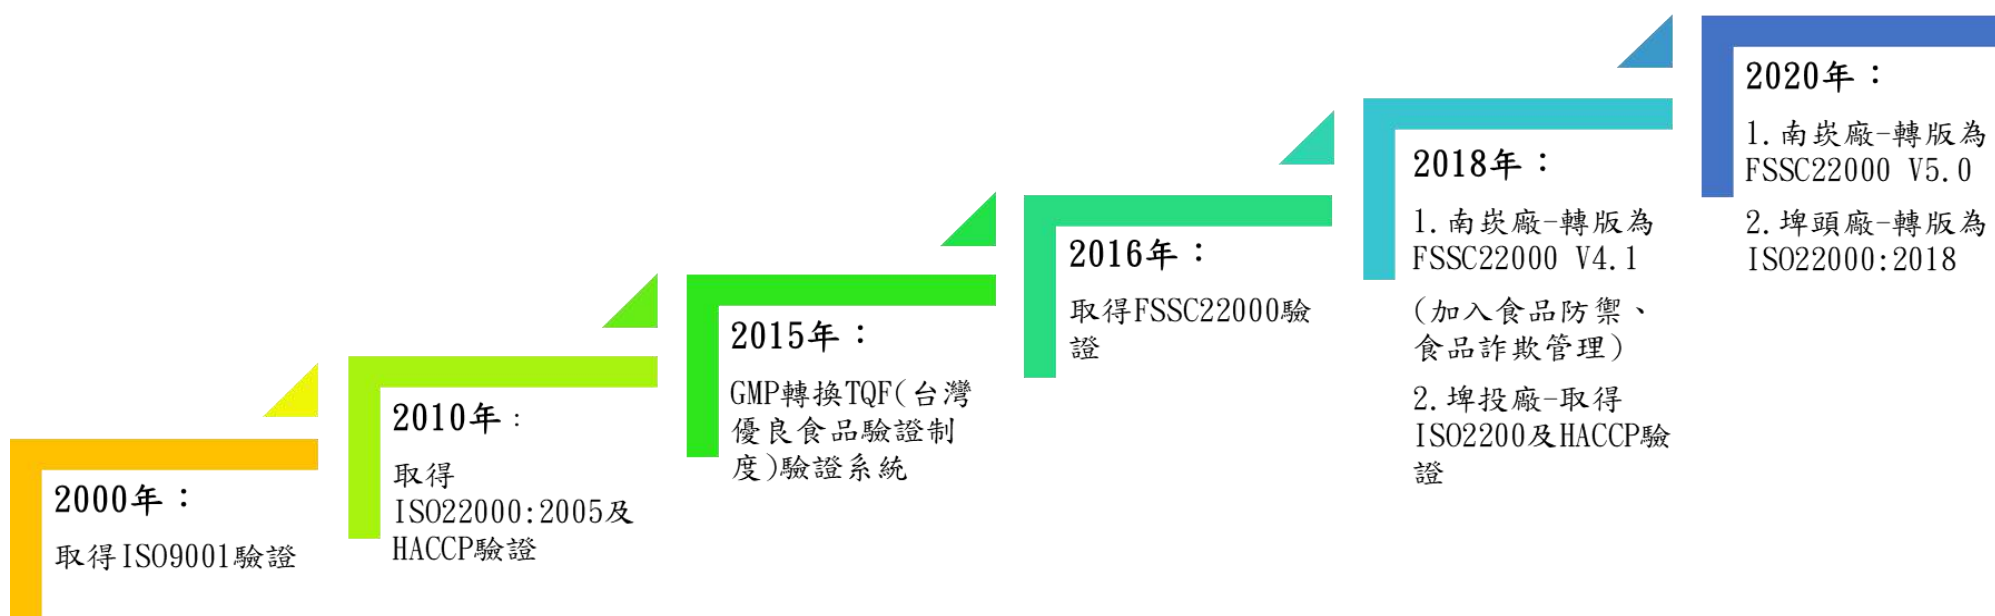 2000年：
取得ISO9001驗證
2010年：
取得
ISO22000:2005及
HACCP驗證
2015年：
GMP轉換TQF(台灣
優良食品驗證制
度)驗證系統
2016年：
取得FSSC22000驗
證
2018年：
1.南崁廠-轉版為
FSSC22000 V4.1
(加入食品防禦、
食品詐欺管理)
2.埤投廠-取得
ISO2200及HACCP驗
證
2020年：
1.南崁廠-轉版為
FSSC22000 V5.0
2.埤頭廠-轉版為
ISO22000:2018